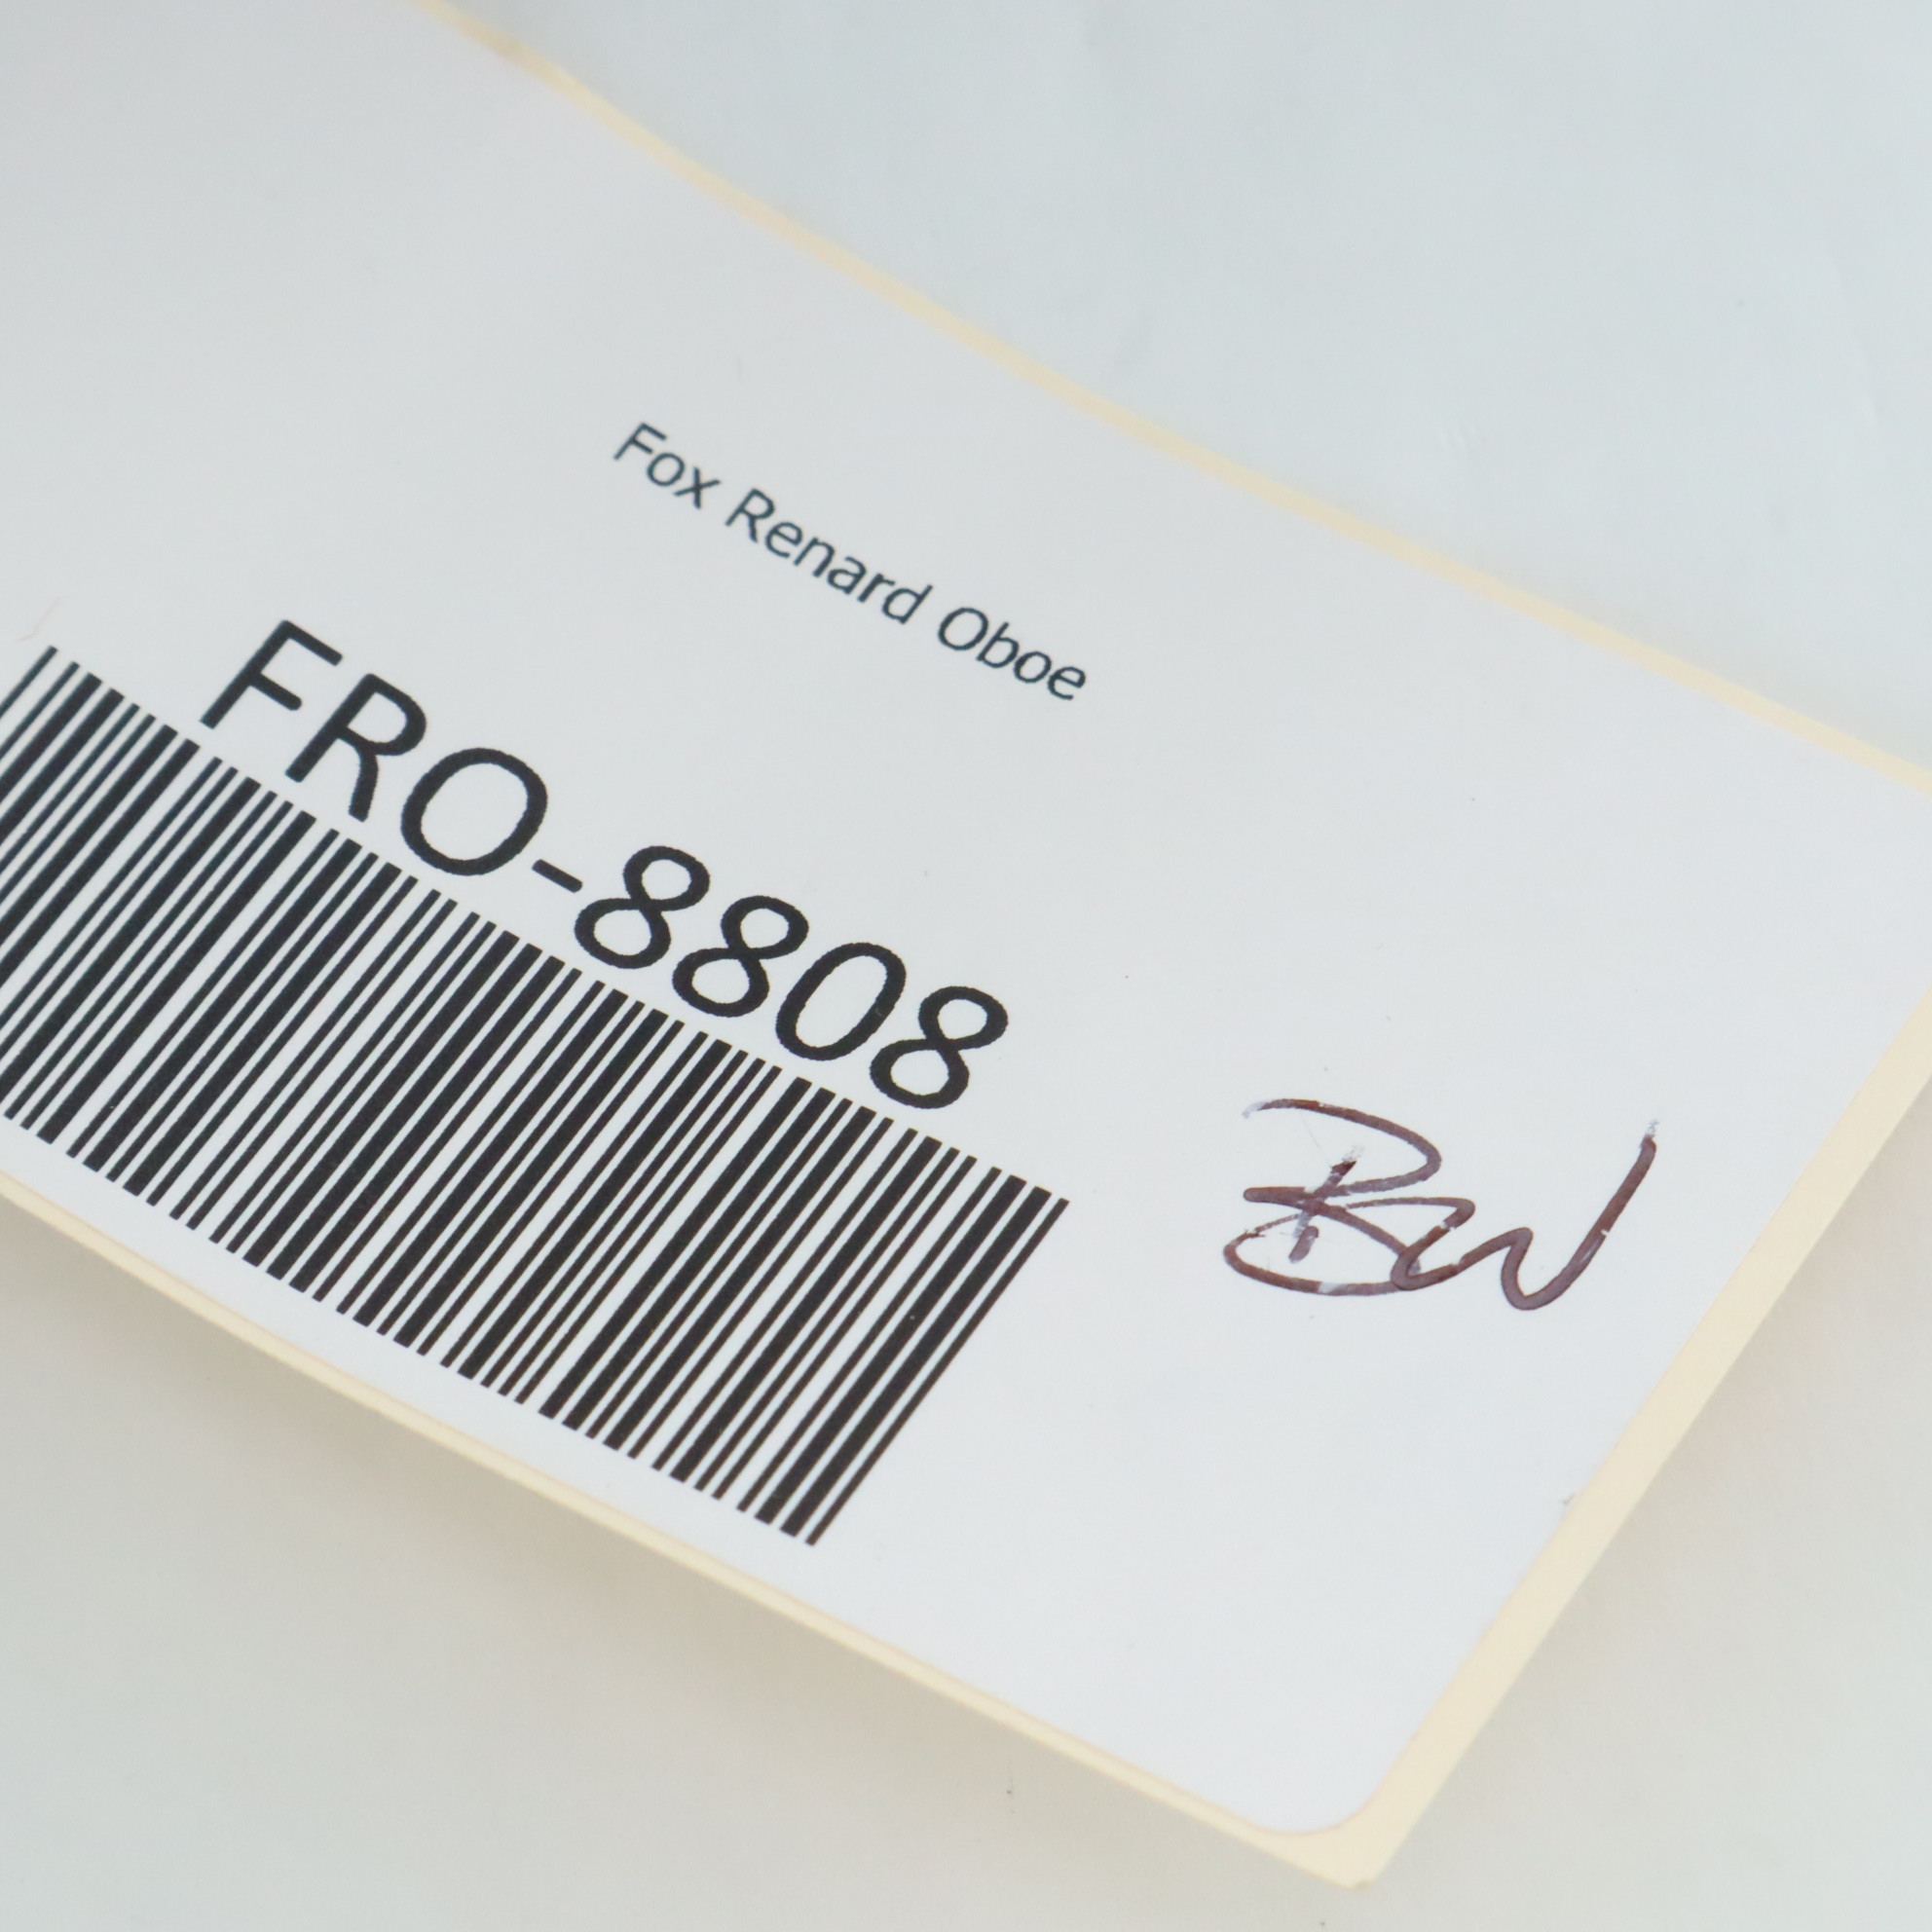 Fox Renard Oboe
FRO-8808
BW